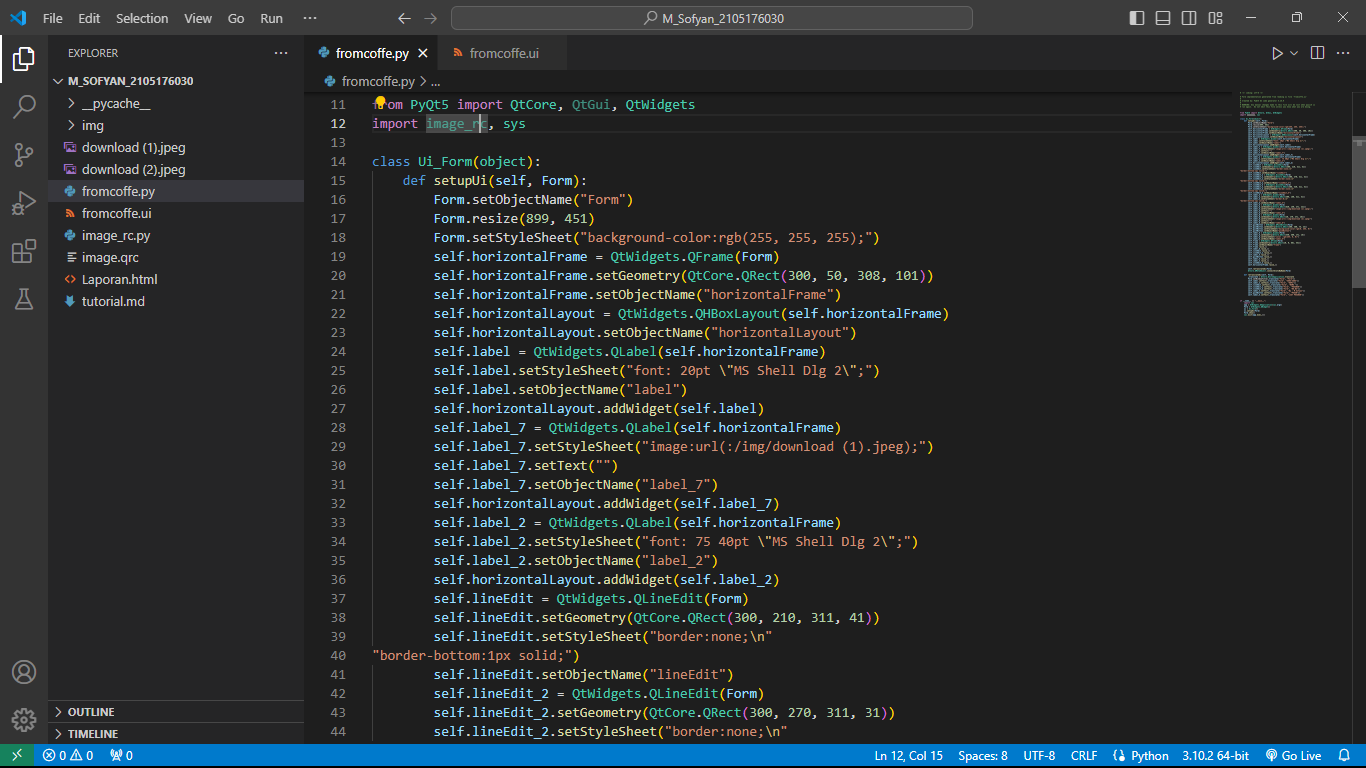 File Edit Selection View Go Run ···
M_Sofyan_2105176030
EXPLORER
M_SOFYAN_2105176030
__pycache__
img
download (1).jpeg
download (2).jpeg
fromcoffe.py
fromcoffe.ui
image_rc.py
image.qrc
Laporan.html
tutorial.md
OUTLINE
TIMELINE
fromcoffe.py
fromcoffe.ui
fromcoffe.py > ...
11 from PyQt5 import QtCore, QtGui, QtWidgets
12 import image_rc, sys
13
14 class Ui_Form(object):
15     def setupUi(self, Form):
16         Form.setObjectName("Form")
17         Form.resize(899, 451)
18         Form.setStyleSheet("background-color:rgb(255, 255, 255);")
19         self.horizontalFrame = QtWidgets.QFrame(Form)
20         self.horizontalFrame.setGeometry(QtCore.QRect(300, 50, 308, 101))
21         self.horizontalFrame.setObjectName("horizontalFrame")
22         self.horizontalLayout = QtWidgets.QHBoxLayout(self.horizontalFrame)
23         self.horizontalLayout.setObjectName("horizontalLayout")
24         self.label = QtWidgets.QLabel(self.horizontalFrame)
25         self.label.setStyleSheet("font: 20pt \"MS Shell Dlg 2\";")
26         self.label.setObjectName("label")
27         self.horizontalLayout.addWidget(self.label)
28         self.label_7 = QtWidgets.QLabel(self.horizontalFrame)
29         self.label_7.setStyleSheet("image:url(:/img/download (1).jpeg);")
30         self.label_7.setText("")
31         self.label_7.setObjectName("label_7")
32         self.horizontalLayout.addWidget(self.label_7)
33         self.label_2 = QtWidgets.QLabel(self.horizontalFrame)
34         self.label_2.setStyleSheet("font: 75 40pt \"MS Shell Dlg 2\";")
35         self.label_2.setObjectName("label_2")
36         self.horizontalLayout.addWidget(self.label_2)
37         self.lineEdit = QtWidgets.QLineEdit(Form)
38         self.lineEdit.setGeometry(QtCore.QRect(300, 210, 311, 41))
39         self.lineEdit.setStyleSheet("border:none;\n"
40 "border-bottom:1px solid;")
41         self.lineEdit.setObjectName("lineEdit")
42         self.lineEdit_2 = QtWidgets.QLineEdit(Form)
43         self.lineEdit_2.setGeometry(QtCore.QRect(300, 270, 311, 31))
44         self.lineEdit_2.setStyleSheet("border:none;\n"
0 0 0 Ln 12, Col 15 Spaces: 8 UTF-8 CRLF Python 3.10.2 64-bit Go Live